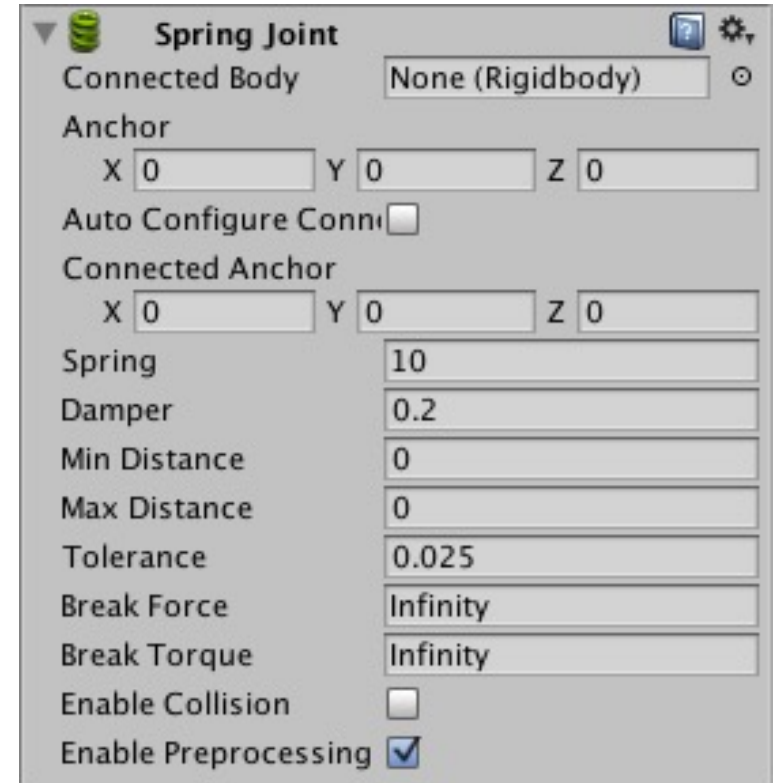 Spring Joint
Connected Body None (Rigidbody)
Anchor
X 0 Y 0 Z 0
Auto Configure Conn
Connected Anchor
X 0 Y 0 Z 0
Spring 10
Damper 0.2
Min Distance 0
Max Distance 0
Tolerance 0.025
Break Force Infinity
Break Torque Infinity
Enable Collision
Enable Preprocessing